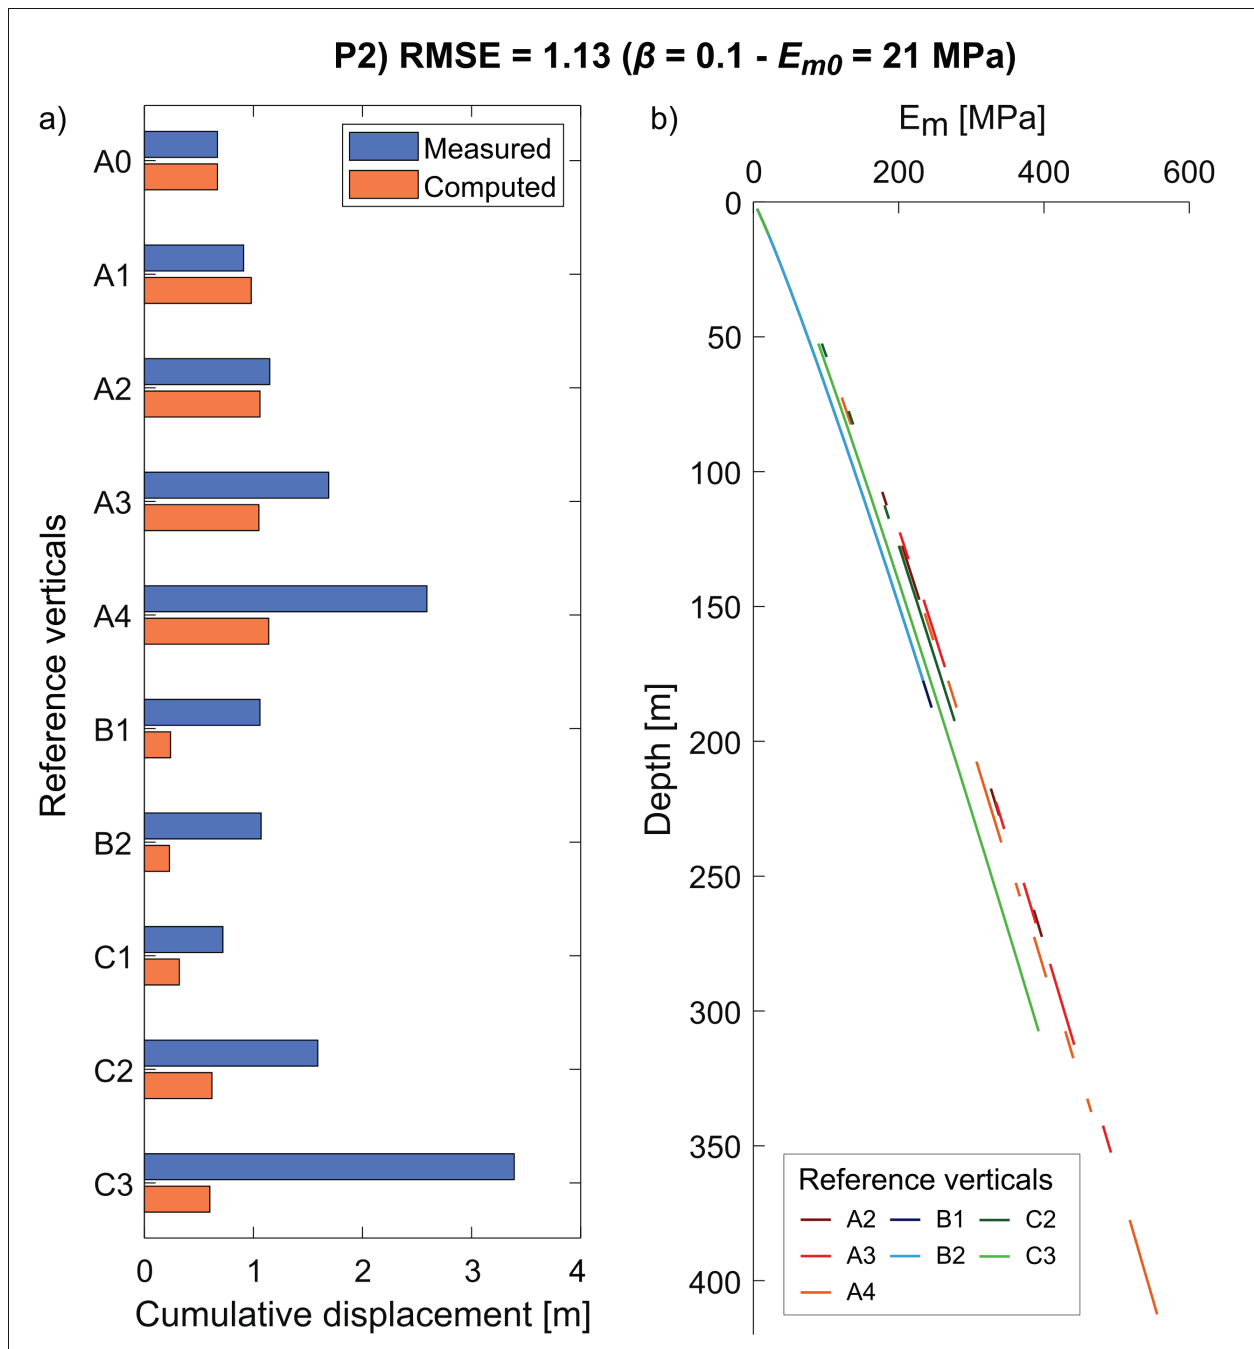 P2) RMSE = 1.13 (β = 0.1 - Em0 = 21 MPa)
a)
Measured
Computed
Reference verticals
A0
A1
A2
A3
A4
B1
B2
C1
C2
C3
0 1 2 3 4
Cumulative displacement [m]
b)
Em [MPa]
0 200 400 600
Depth [m]
0
50
100
150
200
250
300
350
400
Reference verticals
A2 B1 C2
A3 B2 C3
A4